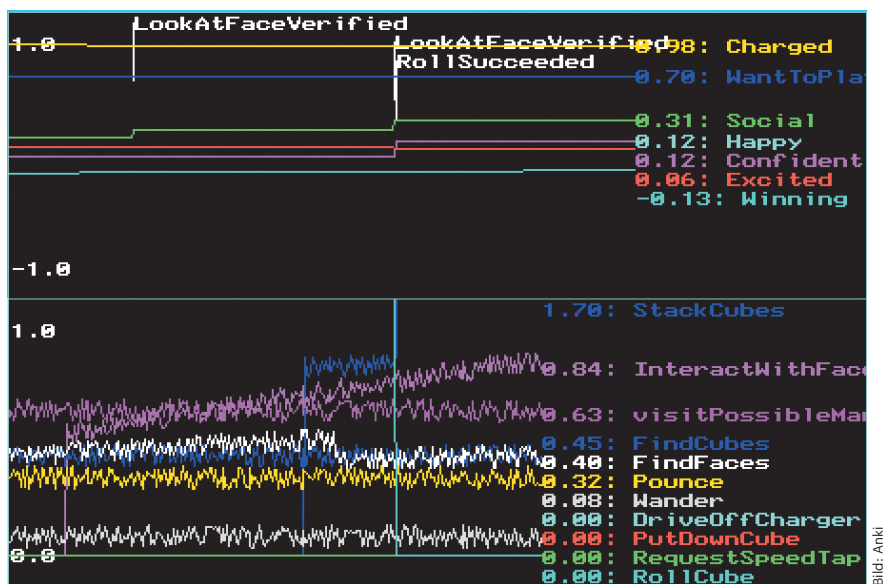 LookAtFaceVerified
1.0
LookAtFaceVerified
0.98: Charged
RollSucceeded
0.70: WantToPla
0.31: Social
0.12: Happy
0.12: Confident
0.06: Excited
-0.13: Winning
-1.0
1.70: StackCubes
1.0
0.84: InteractWithFac
0.63: visitPossibleMa
0.45: FindCubes
0.40: FindFaces
0.32: Pounce
0.08: Wander
0.00: DriveOffCharger
0.00: PutDownCube
0.0
0.00: RequestSpeedTap
0.00: RollCube
Bild: Anki